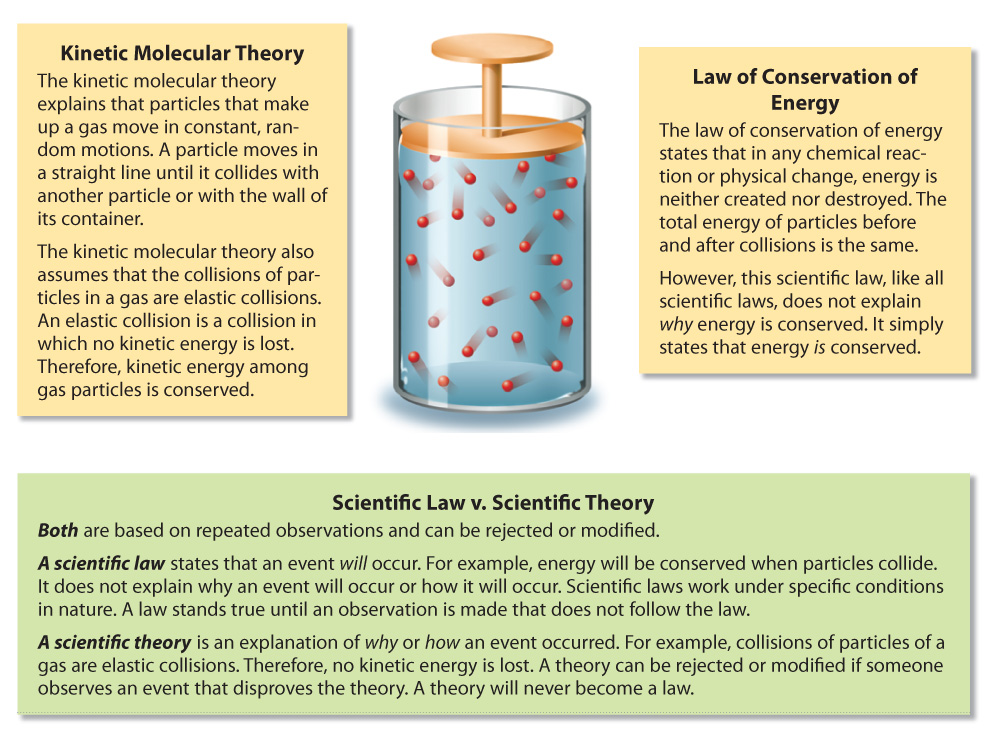 Kinetic Molecular Theory
The kinetic molecular theory
explains that particles that make
up a gas move in constant, ran-
dom motions. A particle moves in
a straight line until it collides with
another particle or with the wall of
its container.
The kinetic molecular theory also
assumes that the collisions of par-
ticles in a gas are elastic collisions.
An elastic collision is a collision in
which no kinetic energy is lost.
Therefore, kinetic energy among
gas particles is conserved.
Law of Conservation of
Energy
The law of conservation of energy
states that in any chemical reac-
tion or physical change, energy is
neither created nor destroyed. The
total energy of particles before
and after collisions is the same.
However, this scientific law, like all
scientific laws, does not explain
why energy is conserved. It simply
states that energy is conserved.
Scientific Law v. Scientific Theory
Both are based on repeated observations and can be rejected or modified.
A scientific law states that an event will occur. For example, energy will be conserved when particles collide.
It does not explain why an event will occur or how it will occur. Scientific laws work under specific conditions
in nature. A law stands true until an observation is made that does not follow the law.
A scientific theory is an explanation of why or how an event occurred. For example, collisions of particles of a
gas are elastic collisions. Therefore, no kinetic energy is lost. A theory can be rejected or modified if someone
observes an event that disproves the theory. A theory will never become a law.